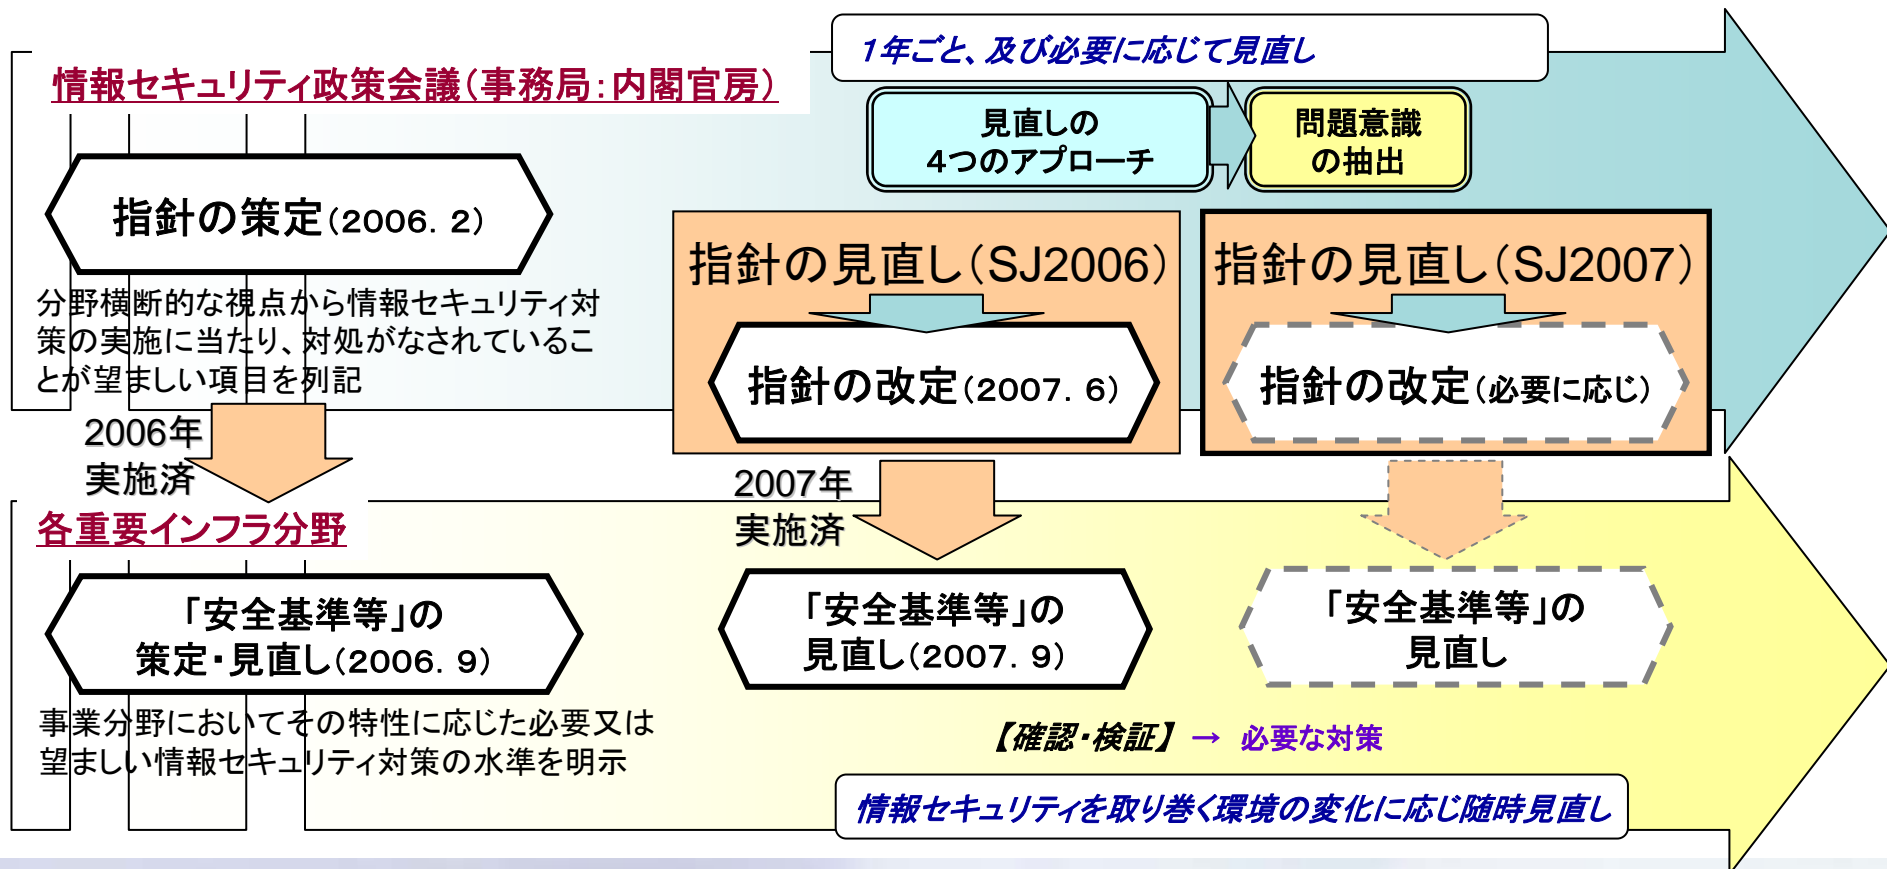 1年ごと、及び必要に応じて見直し
情報セキュリティ政策会議(事務局:内閣官房)
見直しの
4つのアプローチ
問題意識
の抽出
指針の策定(2006. 2)
分野横断的な視点から情報セキュリティ対
策の実施に当たり、対処がなされているこ
とが望ましい項目を列記
指針の見直し(SJ2006)
指針の改定(2007. 6)
指針の見直し(SJ2007)
指針の改定(必要に応じ)
2006年
実施済
2007年
実施済
各重要インフラ分野
「安全基準等」の
策定・見直し(2006. 9)
「安全基準等」の
見直し(2007. 9)
「安全基準等」の
見直し
事業分野においてその特性に応じた必要又は
望ましい情報セキュリティ対策の水準を明示
【確認・検証】 → 必要な対策
情報セキュリティを取り巻く環境の変化に応じ随時見直し